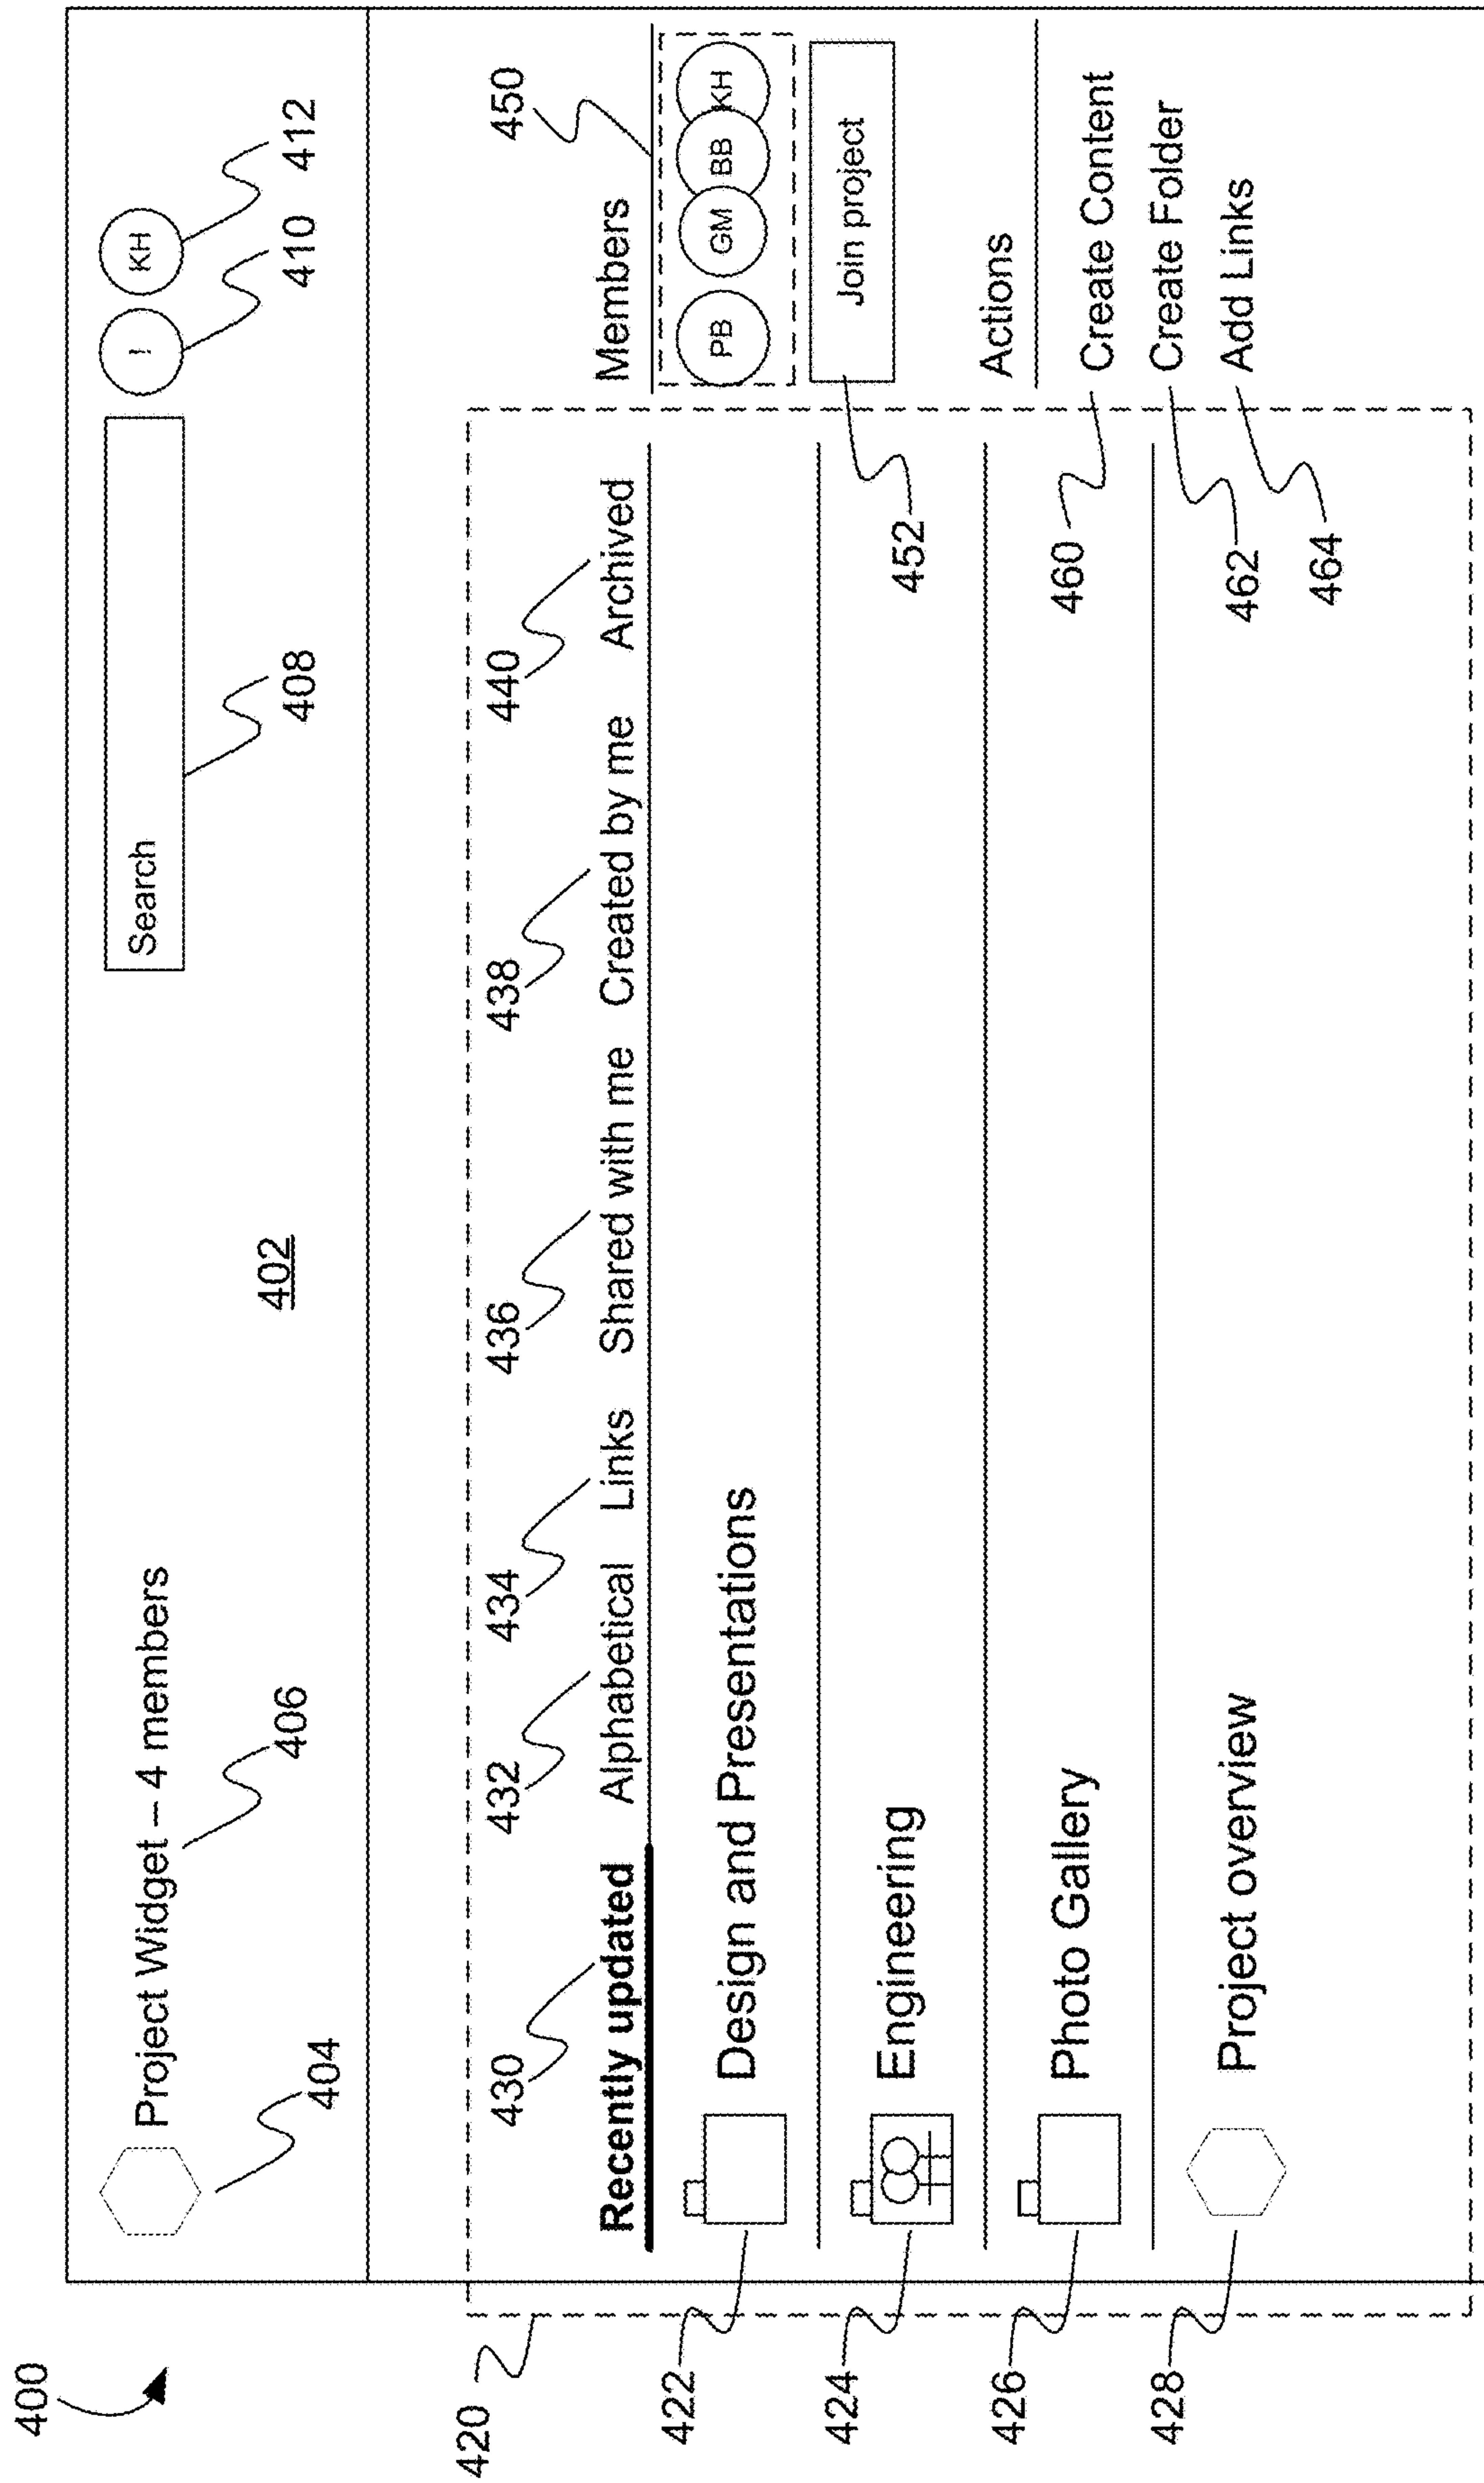 400
Project Widget – 4 members
Search
!
KH
404
406
402
408
410
412
420
430
432
434
436
438
440
450
Recently updated Alphabetical Links Shared with me Created by me Archived
Members
422
Design and Presentations
PB GM BB KH
Join project
424
Engineering
452
Actions
426
Photo Gallery
460
Create Content
428
Project overview
462
Create Folder
464
Add Links